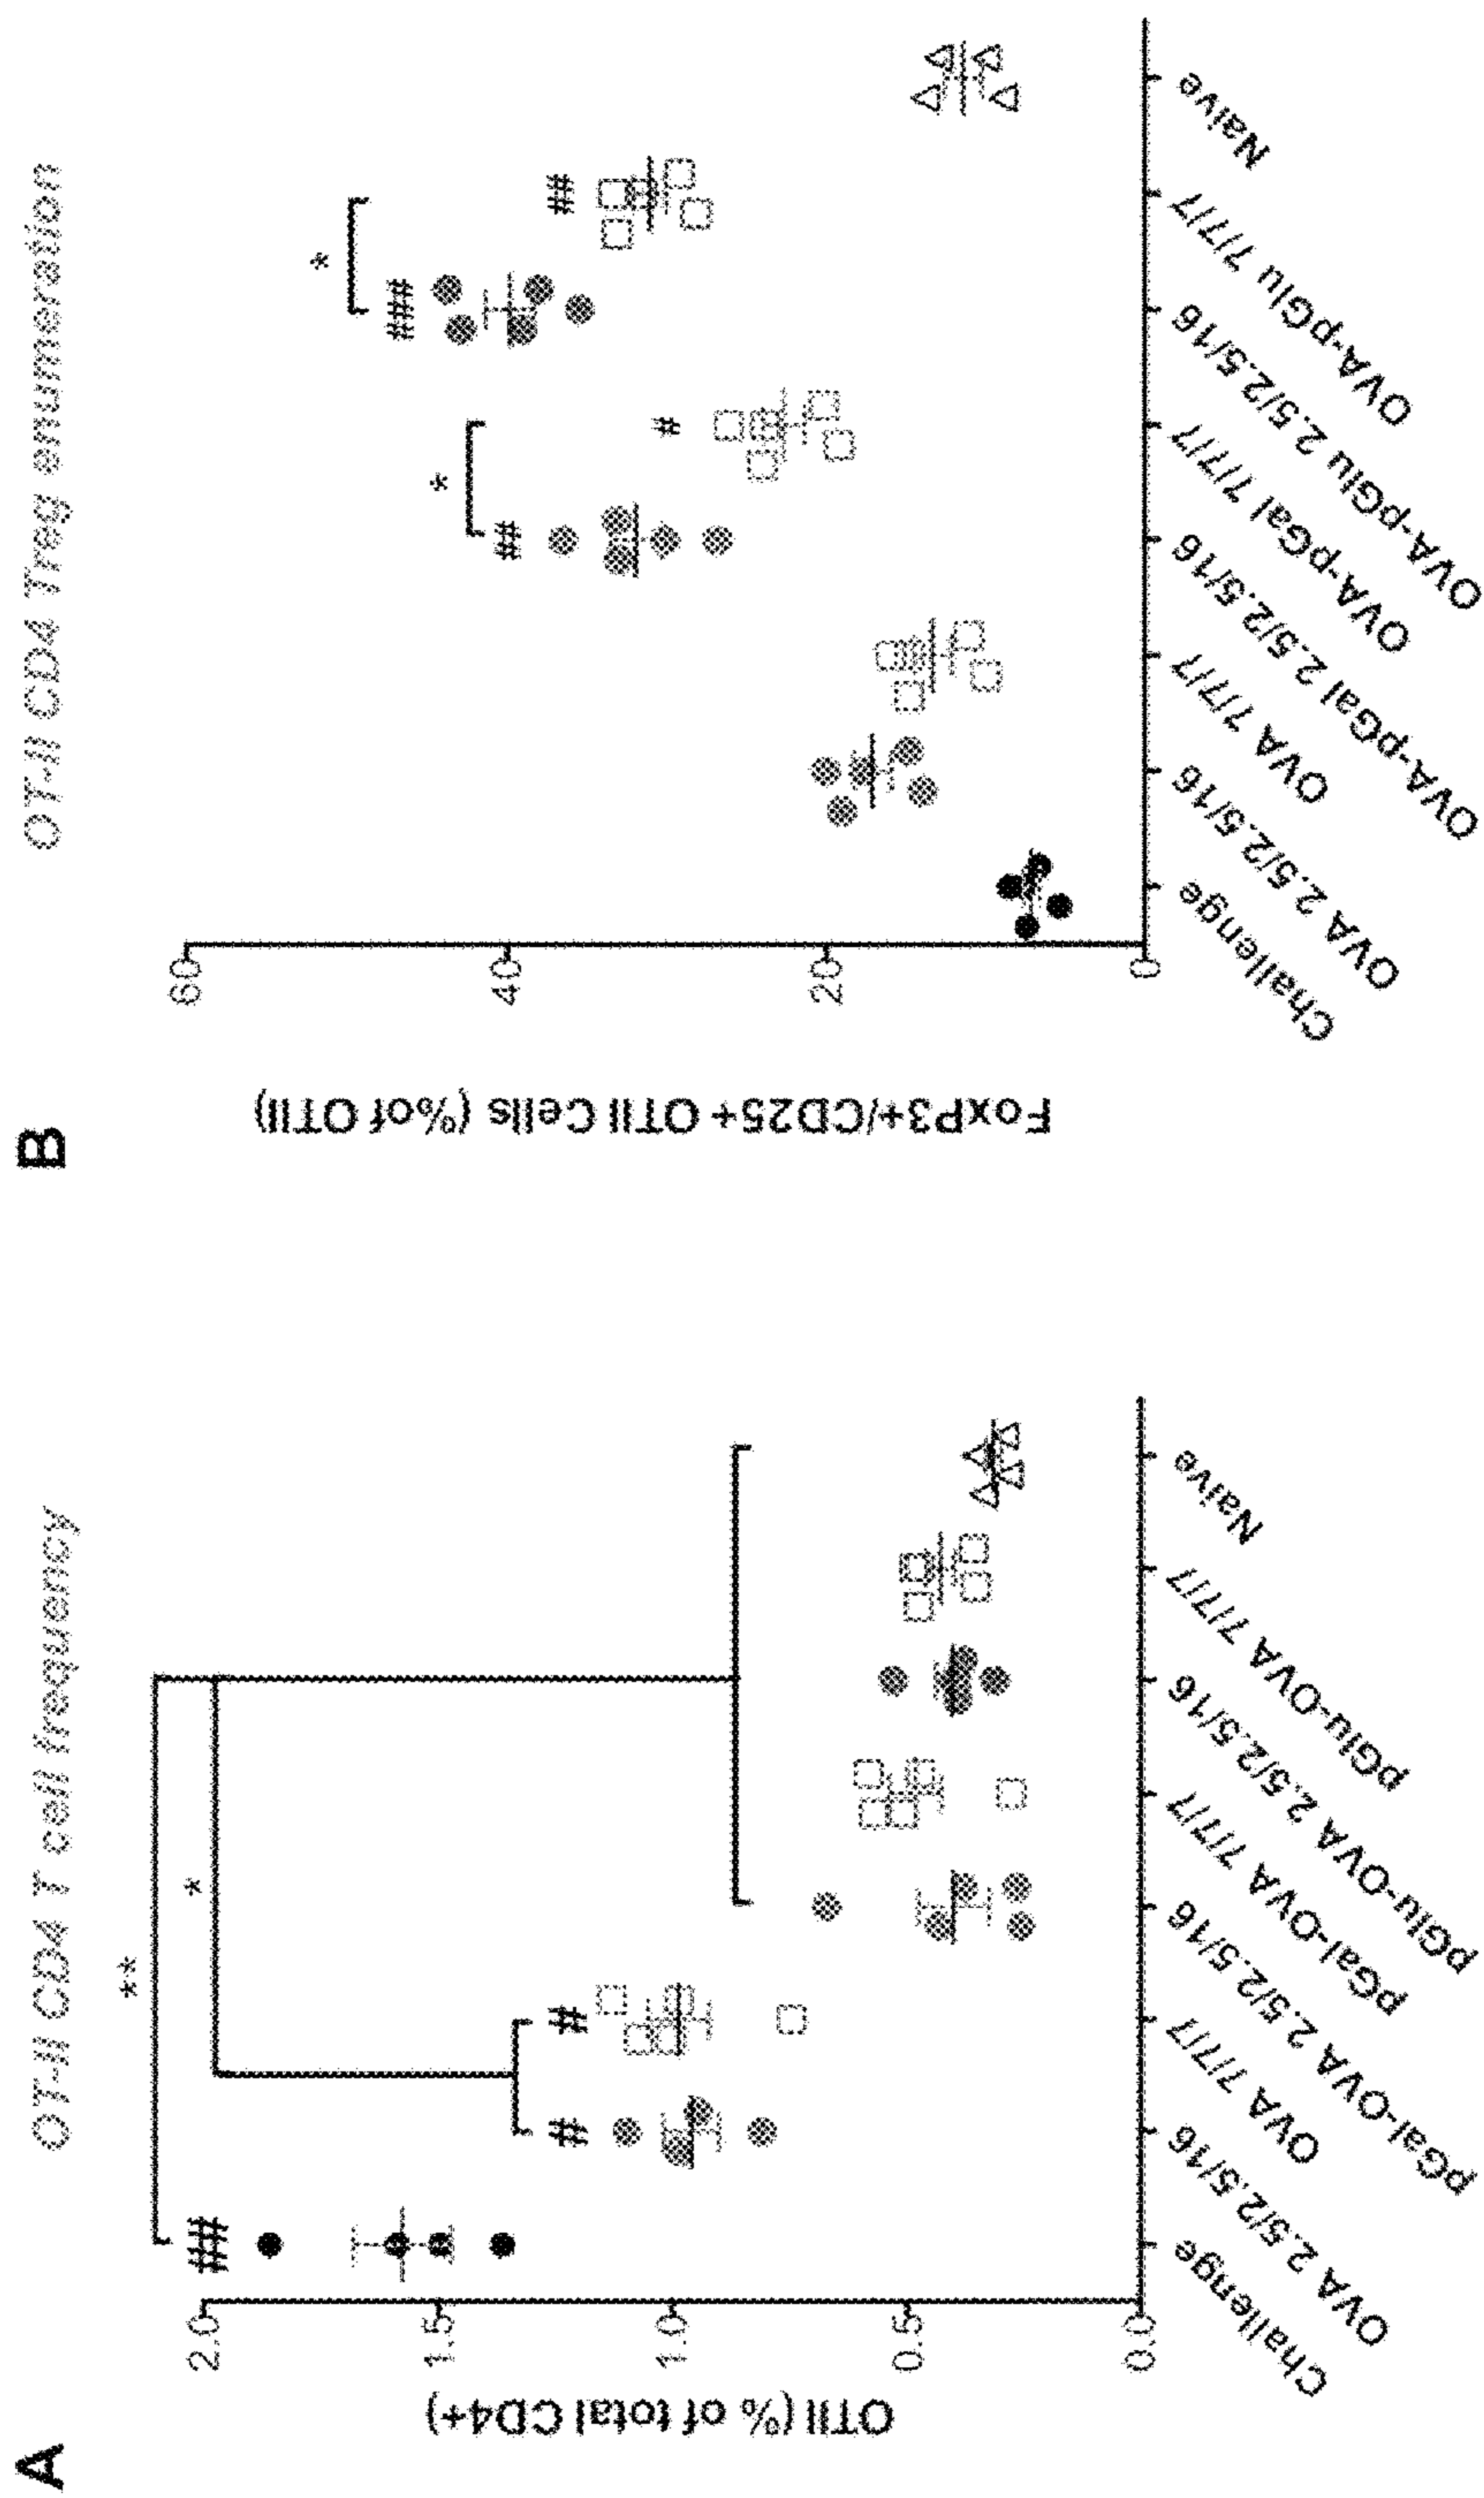 A
OT-II CD4 T cell frequency
OTII (% of total CD4+)
2.0
1.5
1.0
0.5
0.0
**
*
##
#
#
Challenge
OVA 2.5/2.5/16
OVA 7/7/7
pGal-OVA 2.5/2.5/16
pGal-OVA 7/7/7
pGlu-OVA 2.5/2.5/16
pGlu-OVA 7/7/7
Naive
B
OT-II CD4 Treg enumeration
FoxP3+/CD25+ OTII Cells (%of OTII)
60
40
20
0
*
*
##
#
###
##
Challenge
OVA 2.5/2.5/16
OVA 7/7/7
OVA-pGal 2.5/2.5/16
OVA-pGal 7/7/7
OVA-pGlu 2.5/2.5/16
OVA-pGlu 7/7/7
Naive